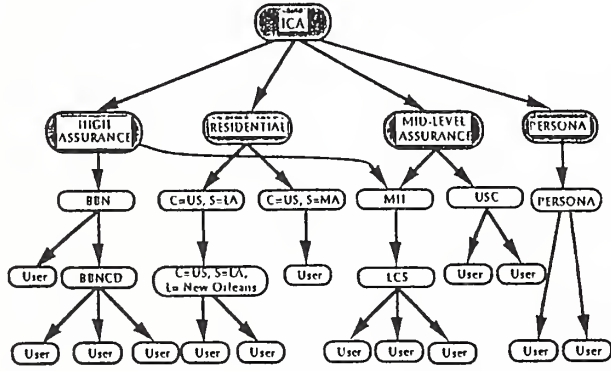 ICA
HIGH
ASSURANCE
RESIDENTIAL
MID-LEVEL
ASSURANCE
PERSONA
BBN
C=US, S=LA
C=US, S=MA
MIT
USC
PERSONA
User
BBNCD
C=US, S=LA,
L= New Orleans
User
LCS
User
User
User
User
User
User
User
User
User
User
User
User